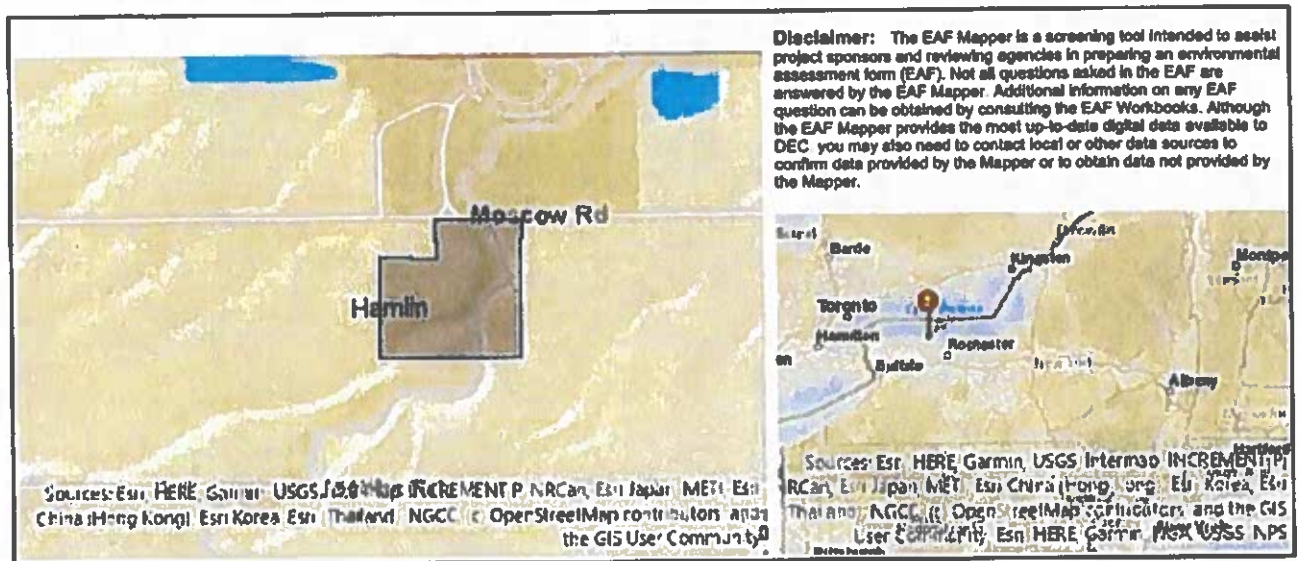 Disclaimer: The EAF Mapper is a screening tool intended to assist
project sponsors and reviewing agencies in preparing an environmental
assessment form (EAF). Not all questions asked in the EAF are
answered by the EAF Mapper. Additional information on any EAF
question can be obtained by consulting the EAF Workbooks. Although
the EAF Mapper provides the most up-to-date digital data available to
DEC you may also need to contact local or other data sources to
confirm data provided by the Mapper or to obtain data not provided by
the Mapper.
Moscow Rd
Hamlin
Sources: Esri, HERE, Garmin USGS INCREMENT P, NRCan, Esri Japan, METI, Esri
China (Hong Kong) Esri Korea Esri Thailand NGCC OpenStreetMap contributors and
the GIS User Community
Barrie
Kingston
Toronto
Hamilton
Rochester
Buffalo
Albany
Sources: Esri HERE, Garmin, USGS, Intermap INCREMENT P
RCan, Esri Japan, MET, Esri China (Hong Esri Korea, Esri
NGCC, OpenStreetMap contributors and the GIS
User Community Esri HERE, Garmin USGS NPS
New York